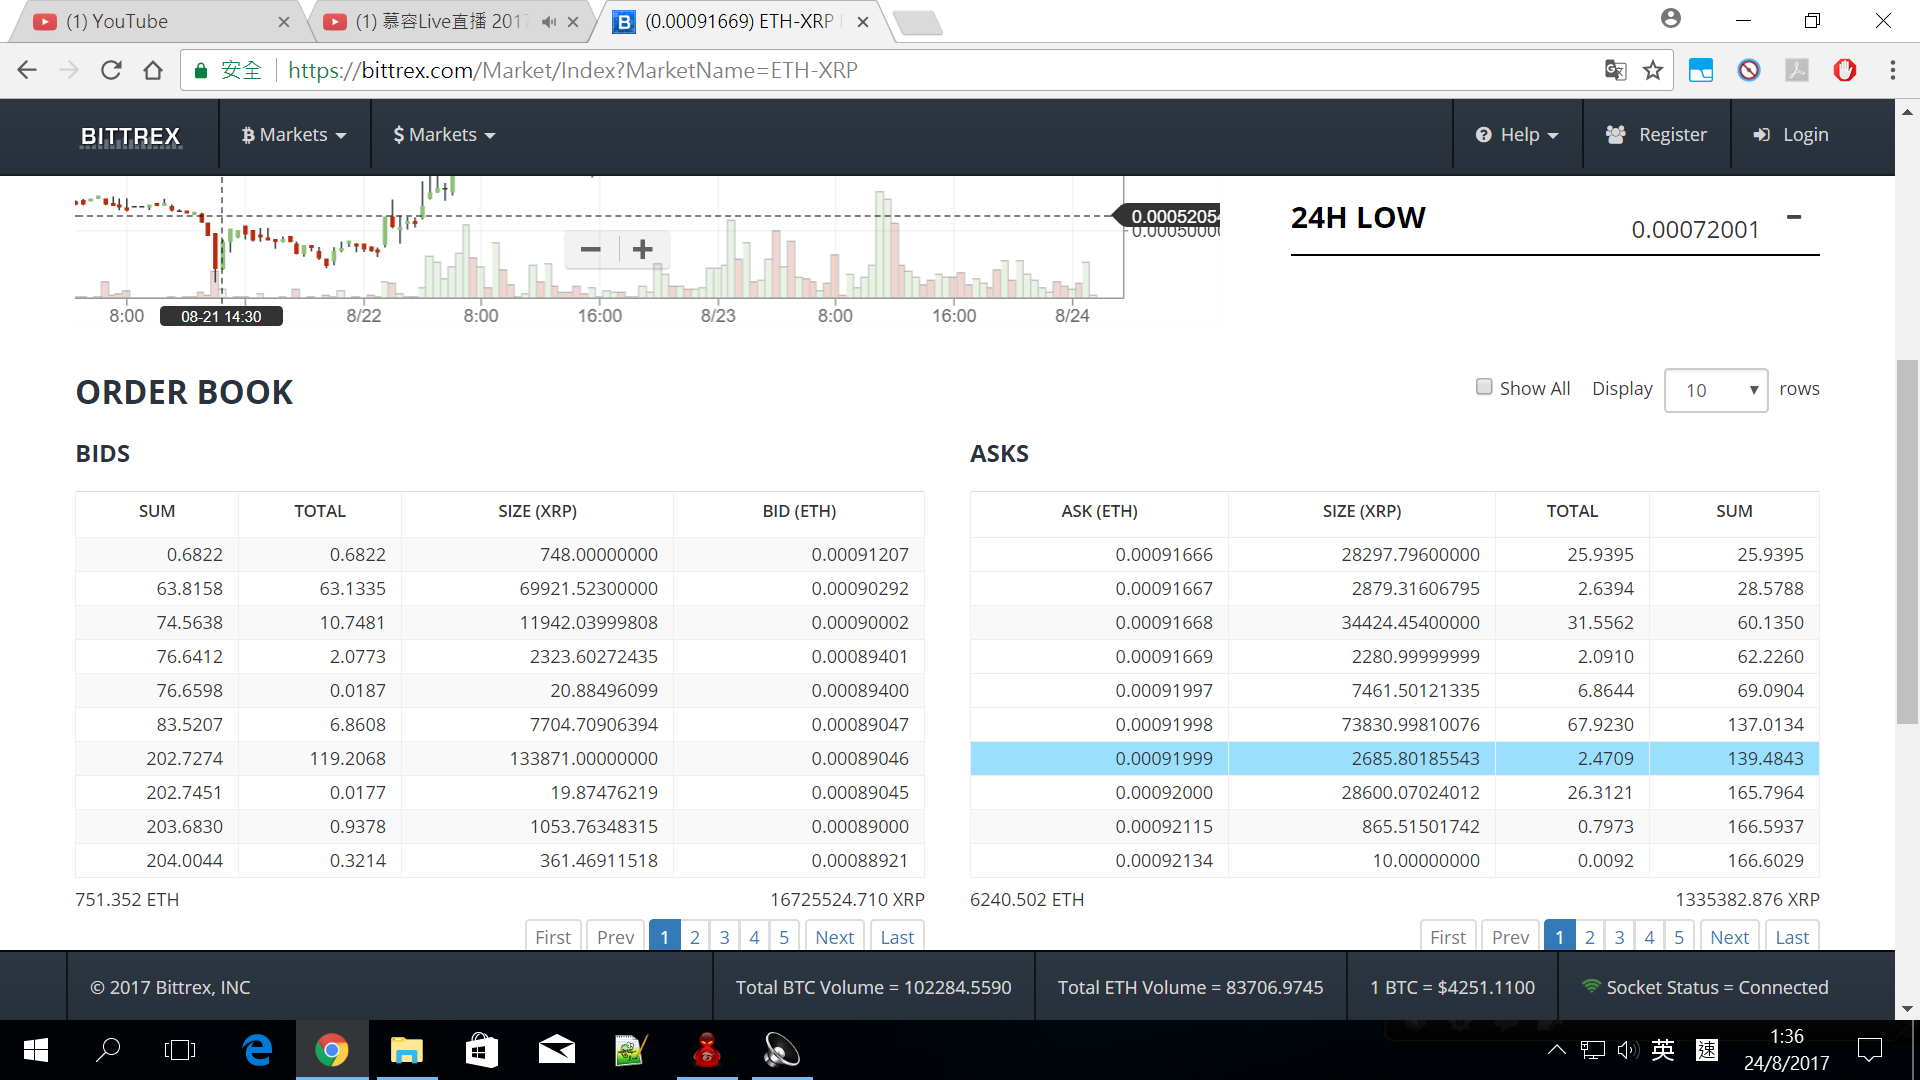 (1) YouTube
(1) 慕容Live直播 201
(0.00091669) ETH-XRP
安全 https://bittrex.com/Market/Index?MarketName=ETH-XRP
BITTREX ฿ Markets $ Markets Help Register Login
0.0005205
0.0005000
24H LOW 0.00072001
8:00 08-21 14:30 8/22 8:00 16:00 8/23 8:00 16:00 8/24
ORDER BOOK
Show All Display 10 rows
BIDS
SUM TOTAL SIZE (XRP) BID (ETH)
0.6822 0.6822 748.00000000 0.00091207
63.8158 63.1335 69921.52300000 0.00090292
74.5638 10.7481 11942.03999808 0.00090002
76.6412 2.0773 2323.60272435 0.00089401
76.6598 0.0187 20.88496099 0.00089400
83.5207 6.8608 7704.70906394 0.00089047
202.7274 119.2068 133871.00000000 0.00089046
202.7451 0.0177 19.87476219 0.00089045
203.6830 0.9378 1053.76348315 0.00089000
204.0044 0.3214 361.46911518 0.00088921
751.352 ETH 16725524.710 XRP
First Prev 1 2 3 4 5 Next Last
ASKS
ASK (ETH) SIZE (XRP) TOTAL SUM
0.00091666 28297.79600000 25.9395 25.9395
0.00091667 2879.31606795 2.6394 28.5788
0.00091668 34424.45400000 31.5562 60.1350
0.00091669 2280.99999999 2.0910 62.2260
0.00091997 7461.50121335 6.8644 69.0904
0.00091998 73830.99810076 67.9230 137.0134
0.00091999 2685.80185543 2.4709 139.4843
0.00092000 28600.07024012 26.3121 165.7964
0.00092115 865.51501742 0.7973 166.5937
0.00092134 10.00000000 0.0092 166.6029
6240.502 ETH 1335382.876 XRP
First Prev 1 2 3 4 5 Next Last
© 2017 Bittrex, INC Total BTC Volume = 102284.5590 Total ETH Volume = 83706.9745 1 BTC = $4251.1100 Socket Status = Connected
英 速 1:36
24/8/2017